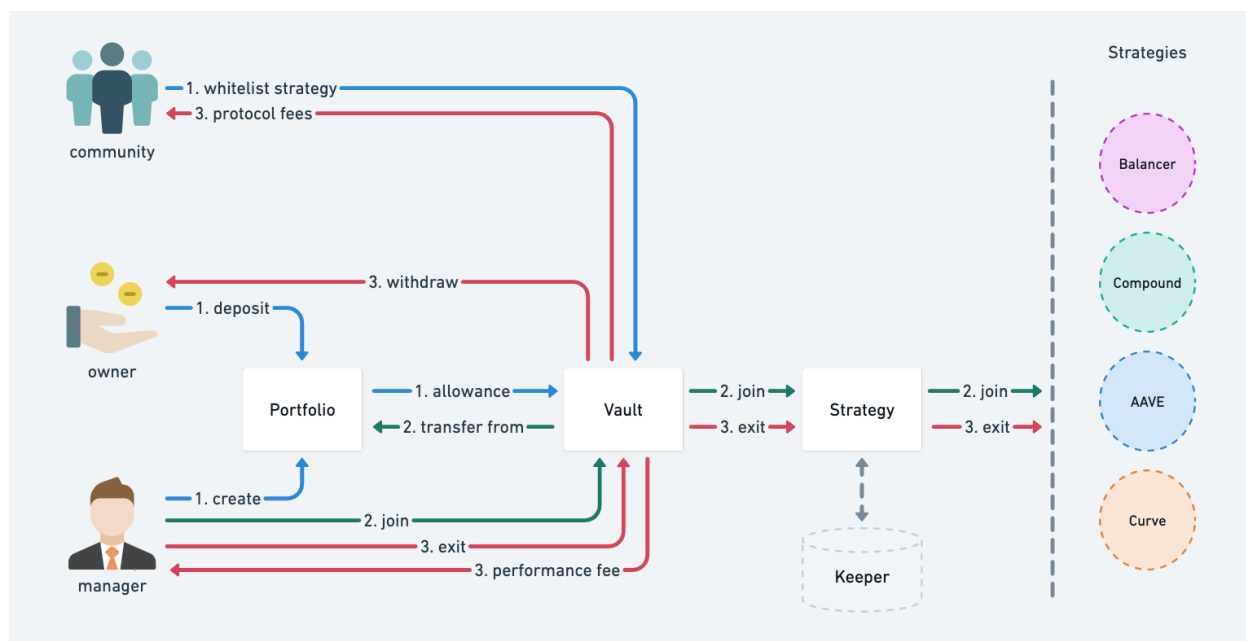 Strategies
1. whitelist strategy
3. protocol fees
community
Balancer
3. withdraw
1. deposit
Compound
owner
Portfolio
1. allowance
2. transfer from
Vault
2. join
3. exit
Strategy
2. join
3. exit
AAVE
1. create
2. join
3. exit
3. performance fee
manager
Keeper
Curve